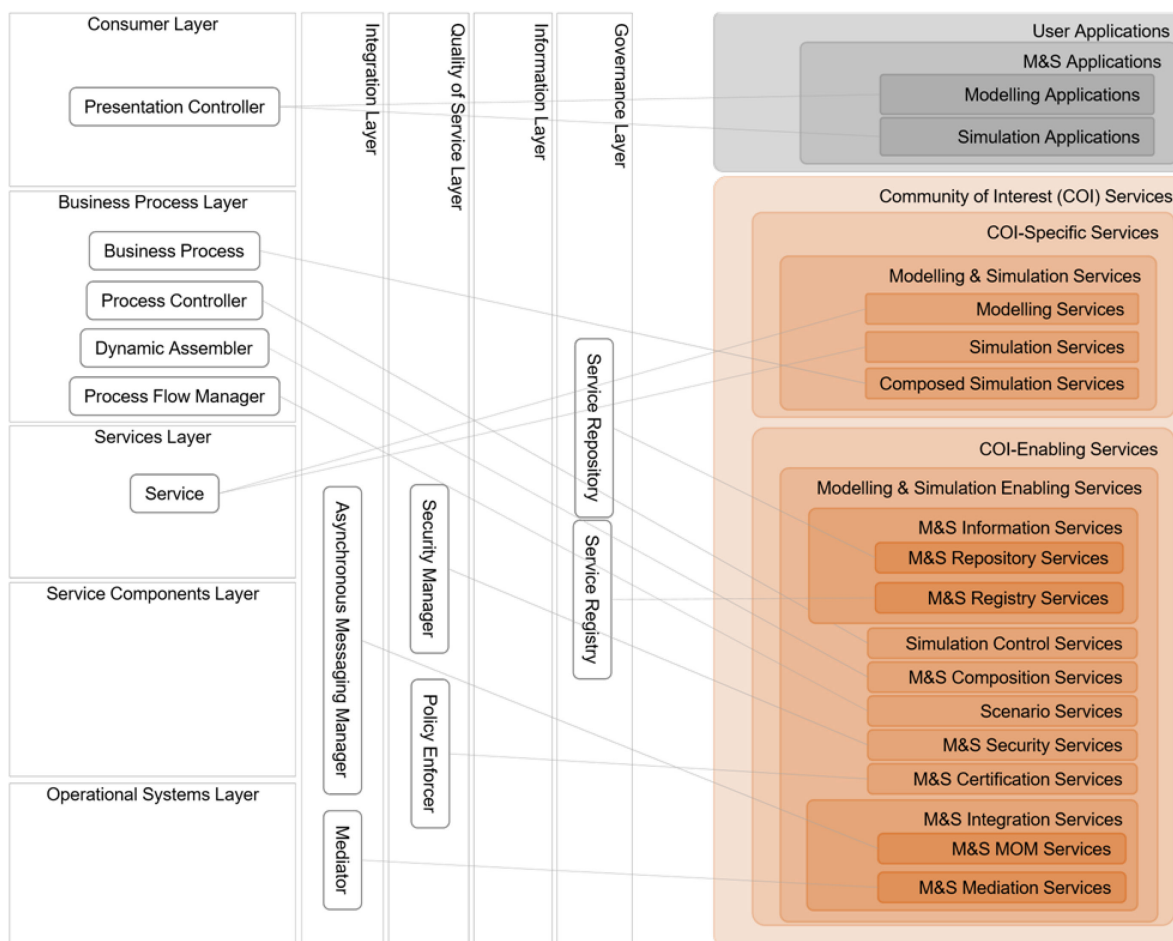 Consumer Layer
Presentation Controller
Business Process Layer
Business Process
Process Controller
Dynamic Assembler
Process Flow Manager
Services Layer
Service
Service Components Layer
Operational Systems Layer
Integration Layer
Asynchronous Messaging Manager
Mediator
Quality of Service Layer
Security Manager
Policy Enforcer
Information Layer
Governance Layer
Service Repository
Service Registry
User Applications
M&S Applications
Modelling Applications
Simulation Applications
Community of Interest (COI) Services
COI-Specific Services
Modelling & Simulation Services
Modelling Services
Simulation Services
Composed Simulation Services
COI-Enabling Services
Modelling & Simulation Enabling Services
M&S Information Services
M&S Repository Services
M&S Registry Services
Simulation Control Services
M&S Composition Services
Scenario Services
M&S Security Services
M&S Certification Services
M&S Integration Services
M&S MOM Services
M&S Mediation Services